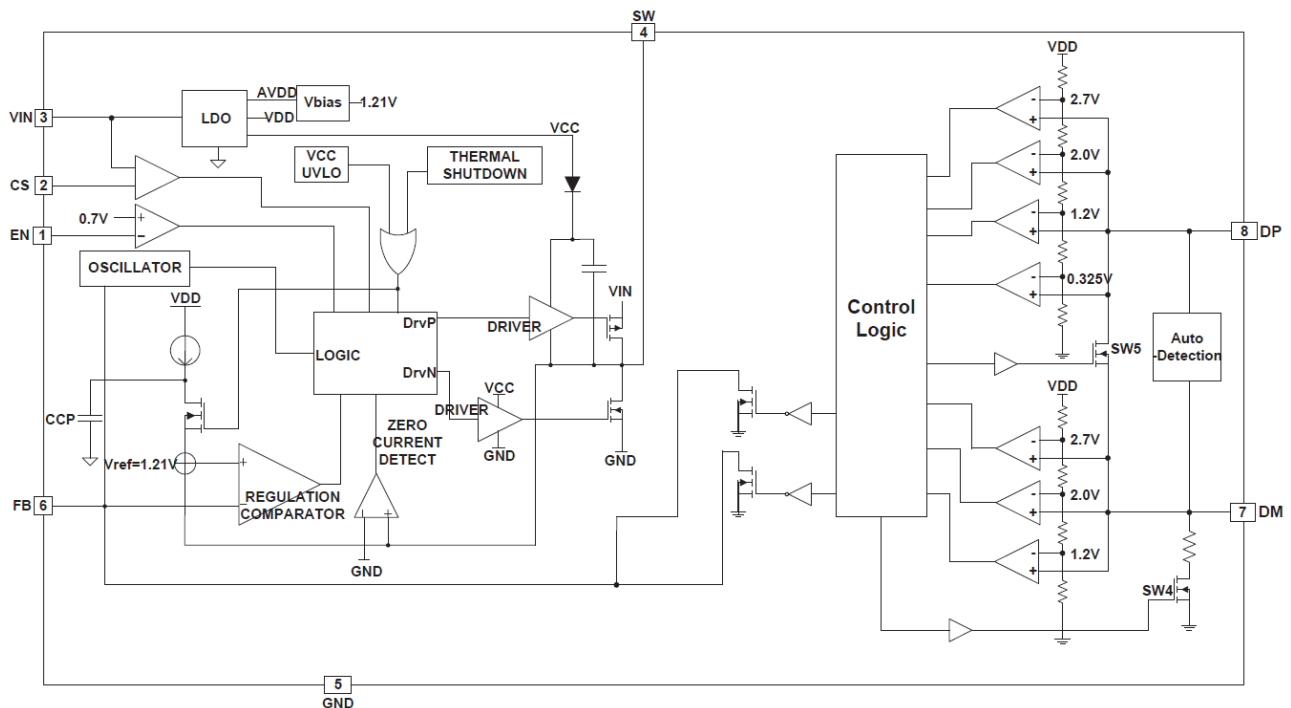 SW
4
VIN 3
CS 2
EN 1
FB 6
5
GND
8 DP
7 DM
LDO
AVDD
VDD
Vbias
1.21V
VCC
VCC
UVLO
THERMAL
SHUTDOWN
0.7V
+
-
OSCILLATOR
VDD
CCP
Vref=1.21V
+
-
REGULATION
COMPARATOR
LOGIC
DrvP
DrvN
DRIVER
VIN
DRIVER
VCC
GND
GND
ZERO
CURRENT
DETECT
-
+
GND
Control
Logic
VDD
-
+
2.7V
-
+
2.0V
-
+
1.2V
-
+
0.325V
SW5
Auto
-Detection
VDD
-
+
2.7V
-
+
2.0V
-
+
1.2V
SW4